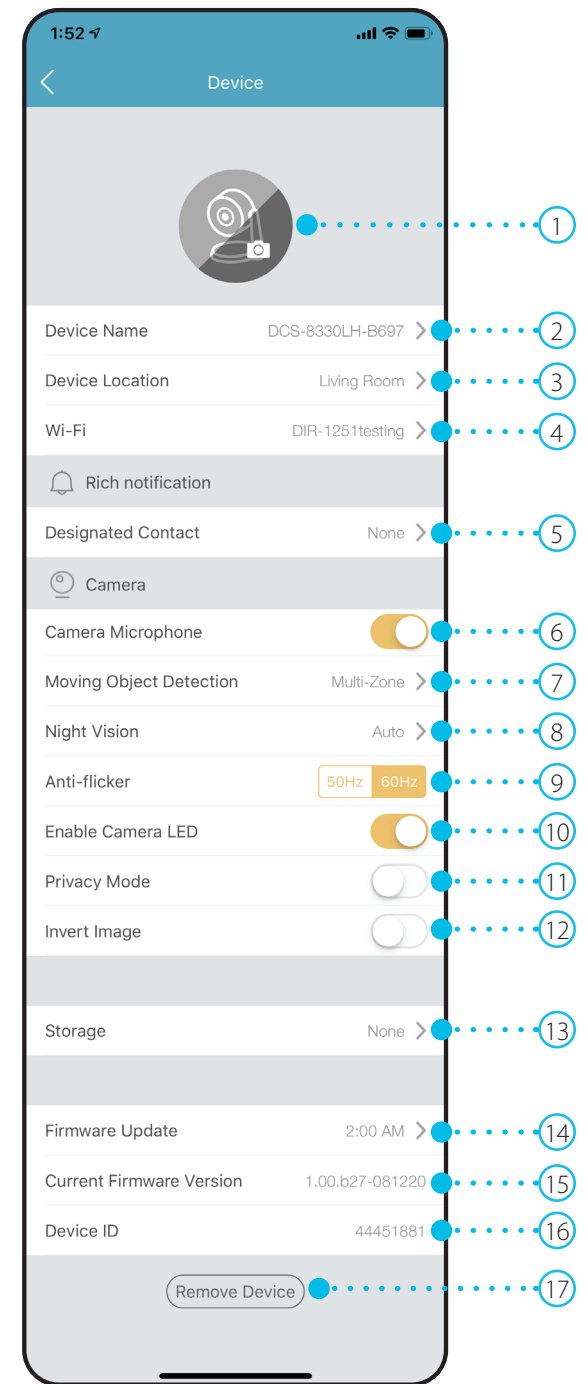 1:52
Device
1
Device Name DCS-8330LH-B697 2
Device Location Living Room 3
Wi-Fi DIR-1251testing 4
Rich notification
Designated Contact None 5
Camera
Camera Microphone 6
Moving Object Detection Multi-Zone 7
Night Vision Auto 8
Anti-flicker 50Hz 60Hz 9
Enable Camera LED 10
Privacy Mode 11
Invert Image 12
Storage None 13
Firmware Update 2:00 AM 14
Current Firmware Version 1.00.b27-081220 15
Device ID 44451881 16
Remove Device 17